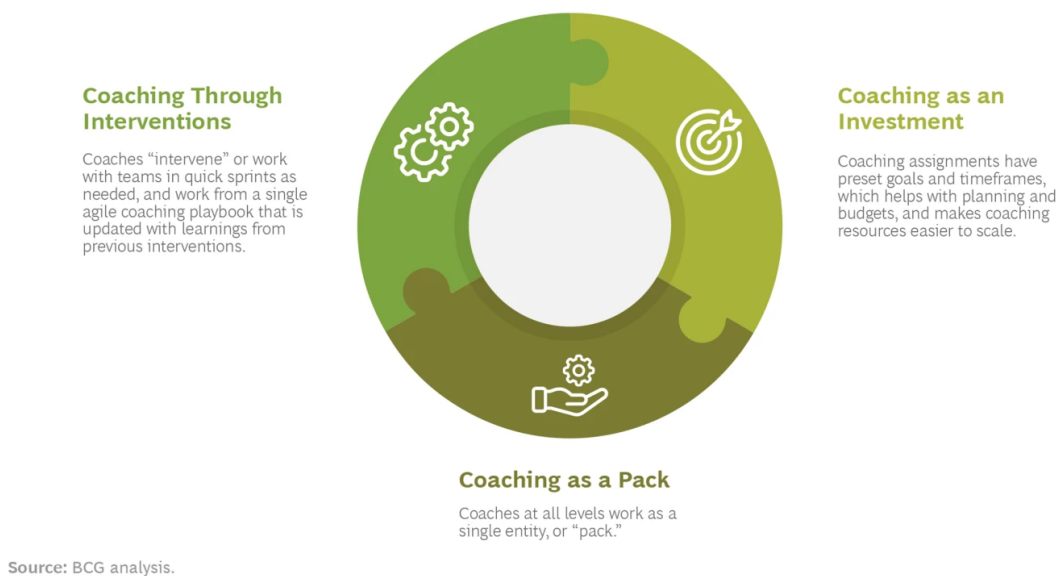 Coaching Through
Interventions
Coaches “intervene” or work
with teams in quick sprints as
needed, and work from a single
agile coaching playbook that is
updated with learnings from
previous interventions.
Coaching as an
Investment
Coaching assignments have
preset goals and timeframes,
which helps with planning and
budgets, and makes coaching
resources easier to scale.
Coaching as a Pack
Coaches at all levels work as a
single entity, or “pack.”
Source: BCG analysis.